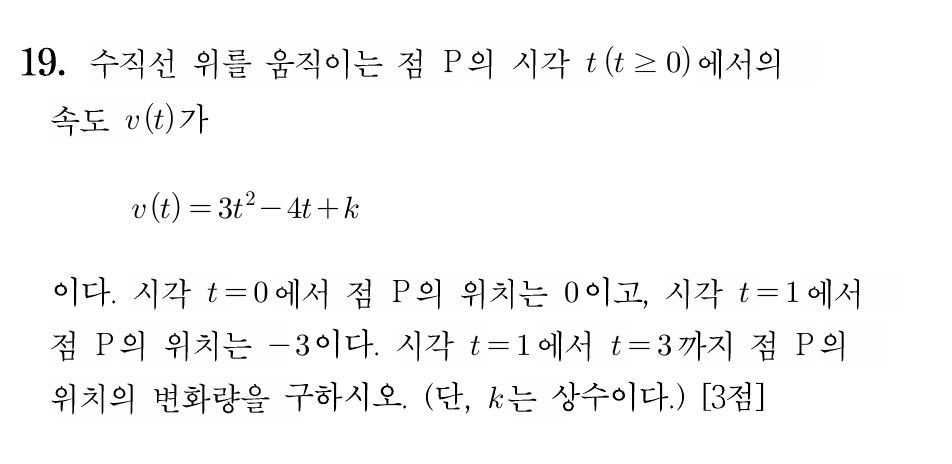 19. 수직선 위를 움직이는 점 P의 시각 t(t ≥ 0)에서의
속도 v(t)가
v(t) = 3t² − 4t + k
이다. 시각 t = 0에서 점 P의 위치는 0이고, 시각 t = 1에서
점 P의 위치는 −3이다. 시각 t = 1에서 t = 3까지 점 P의
위치의 변화량을 구하시오. (단, k는 상수이다.) [3점]